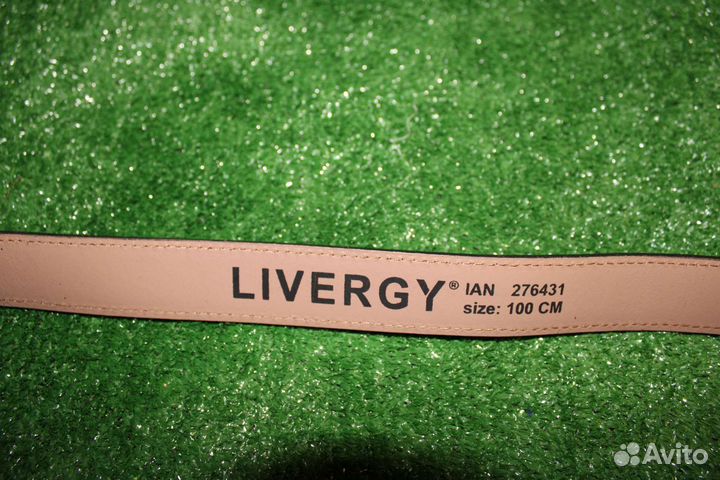 LIVERGY® IAN 276431
size: 100 CM
Avito